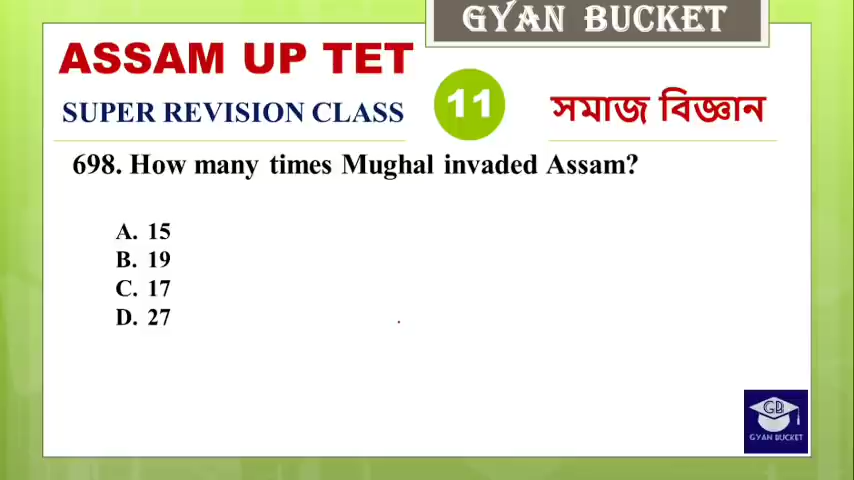 GYAN BUCKET
ASSAM UP TET
SUPER REVISION CLASS
11
সমাজ বিজ্ঞান
698. How many times Mughal invaded Assam?
A. 15
B. 19
C. 17
D. 27
GB
GYAN BUCKET